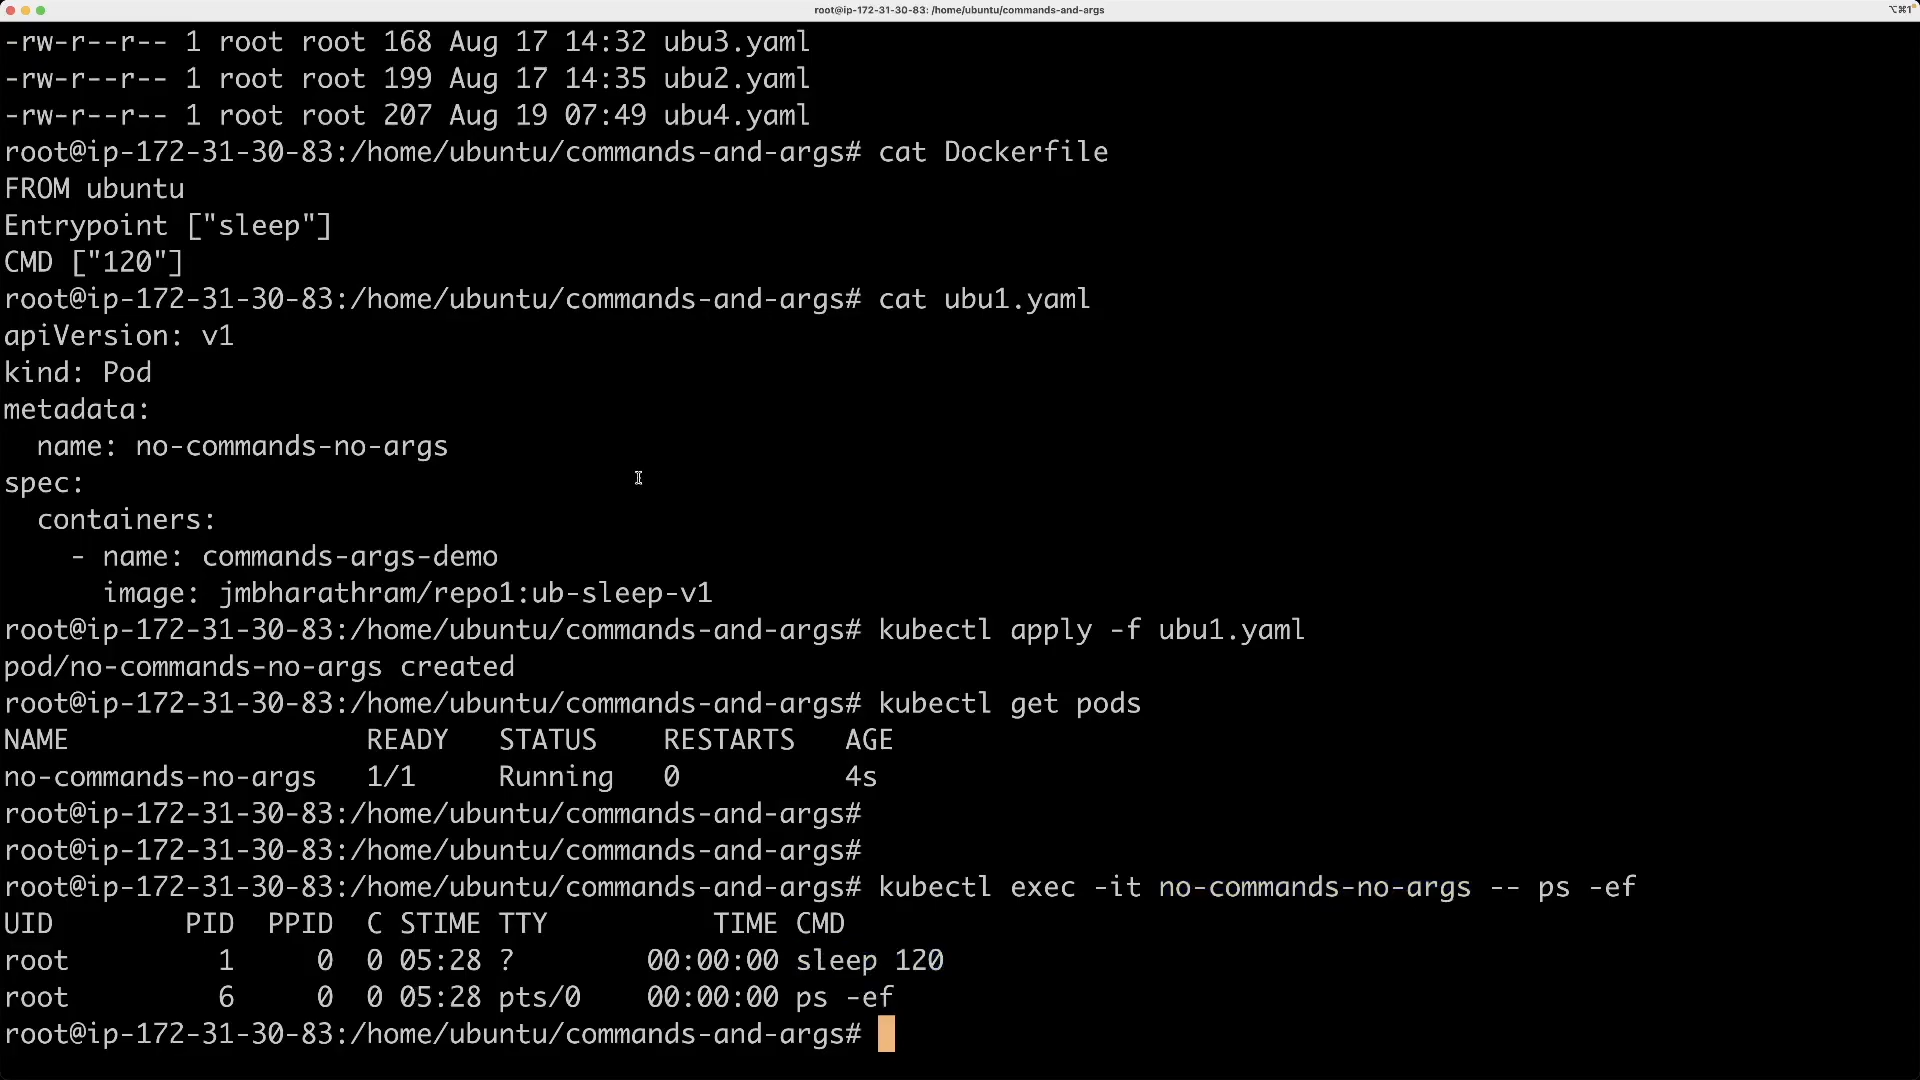 root@ip-172-31-30-83: /home/ubuntu/commands-and-args
⌥⌘1
-rw-r--r-- 1 root root 168 Aug 17 14:32 ubu3.yaml
-rw-r--r-- 1 root root 199 Aug 17 14:35 ubu2.yaml
-rw-r--r-- 1 root root 207 Aug 19 07:49 ubu4.yaml
root@ip-172-31-30-83:/home/ubuntu/commands-and-args# cat Dockerfile
FROM ubuntu
Entrypoint ["sleep"]
CMD ["120"]
root@ip-172-31-30-83:/home/ubuntu/commands-and-args# cat ubu1.yaml
apiVersion: v1
kind: Pod
metadata:
  name: no-commands-no-args
spec:
  containers:
    - name: commands-args-demo
      image: jmbharathram/repo1:ub-sleep-v1
root@ip-172-31-30-83:/home/ubuntu/commands-and-args# kubectl apply -f ubu1.yaml
pod/no-commands-no-args created
root@ip-172-31-30-83:/home/ubuntu/commands-and-args# kubectl get pods
NAME                  READY   STATUS    RESTARTS   AGE
no-commands-no-args   1/1     Running   0          4s
root@ip-172-31-30-83:/home/ubuntu/commands-and-args#
root@ip-172-31-30-83:/home/ubuntu/commands-and-args#
root@ip-172-31-30-83:/home/ubuntu/commands-and-args# kubectl exec -it no-commands-no-args -- ps -ef
UID        PID  PPID  C STIME TTY          TIME CMD
root         1     0  0 05:28 ?        00:00:00 sleep 120
root         6     0  0 05:28 pts/0    00:00:00 ps -ef
root@ip-172-31-30-83:/home/ubuntu/commands-and-args#